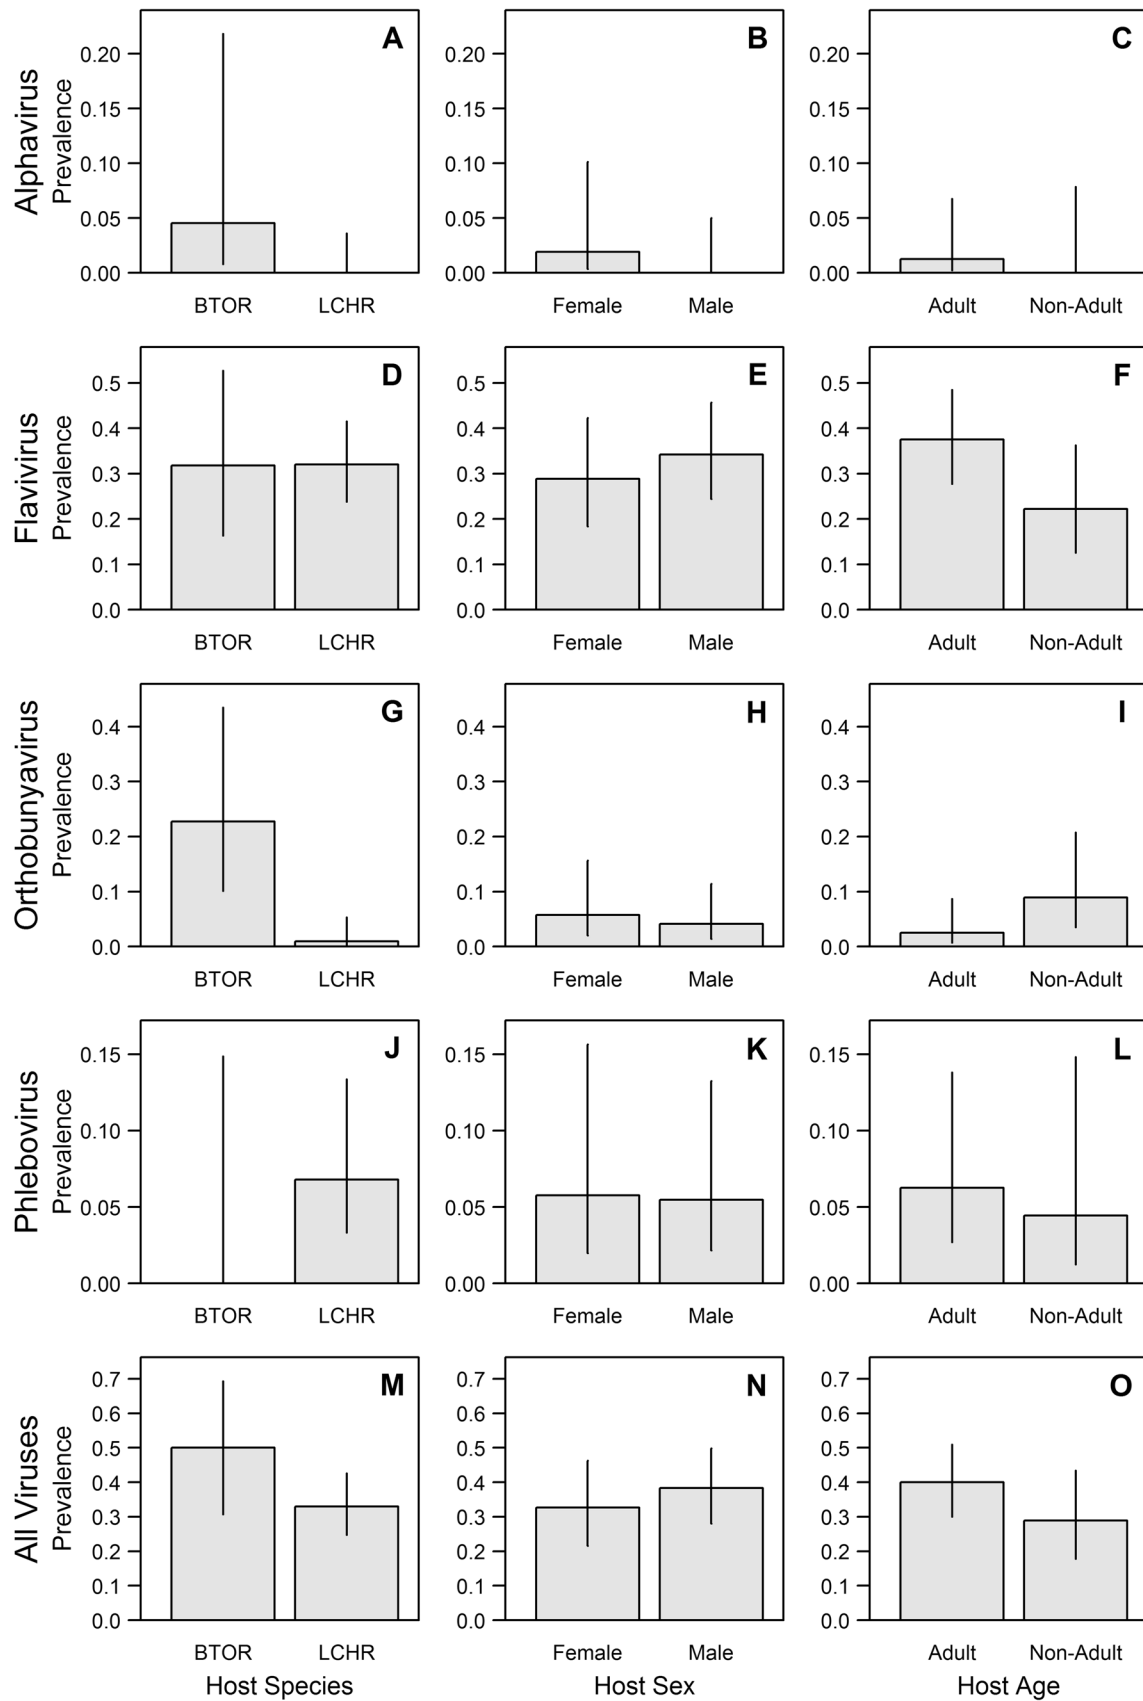 Alphavirus
Prevalence
A
0.20
0.15
0.10
0.05
0.00
BTOR LCHR
B
0.20
0.15
0.10
0.05
0.00
Female Male
C
0.20
0.15
0.10
0.05
0.00
Adult Non-Adult
Flavivirus
Prevalence
D
0.5
0.4
0.3
0.2
0.1
0.0
BTOR LCHR
E
0.5
0.4
0.3
0.2
0.1
0.0
Female Male
F
0.5
0.4
0.3
0.2
0.1
0.0
Adult Non-Adult
Orthobunyavirus
Prevalence
G
0.4
0.3
0.2
0.1
0.0
BTOR LCHR
H
0.4
0.3
0.2
0.1
0.0
Female Male
I
0.4
0.3
0.2
0.1
0.0
Adult Non-Adult
Phlebovirus
Prevalence
J
0.15
0.10
0.05
0.00
BTOR LCHR
K
0.15
0.10
0.05
0.00
Female Male
L
0.15
0.10
0.05
0.00
Adult Non-Adult
All Viruses
Prevalence
M
0.7
0.6
0.5
0.4
0.3
0.2
0.1
0.0
BTOR LCHR
Host Species
N
0.7
0.6
0.5
0.4
0.3
0.2
0.1
0.0
Female Male
Host Sex
O
0.7
0.6
0.5
0.4
0.3
0.2
0.1
0.0
Adult Non-Adult
Host Age